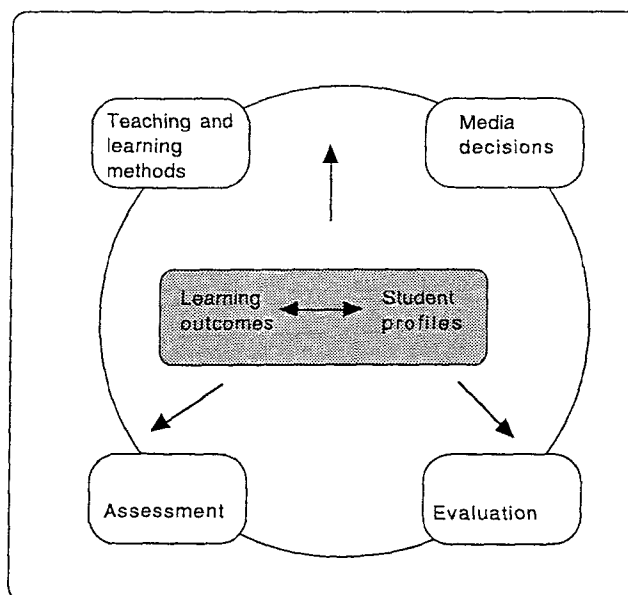 Teaching and
learning
methods
Media
decisions
Learning
outcomes
Student
profiles
Assessment
Evaluation